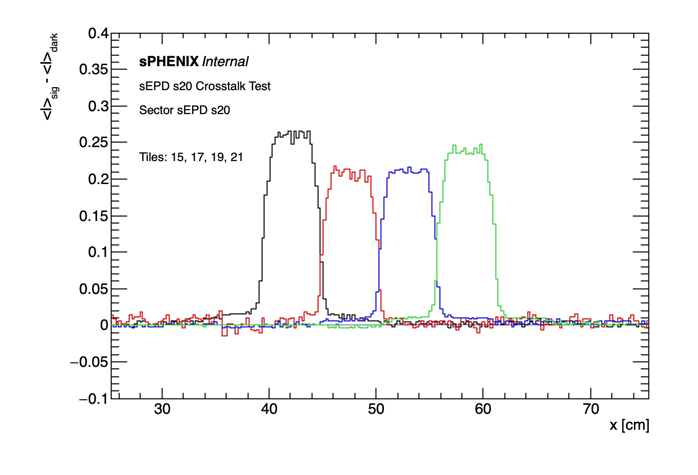 0.4
0.35
0.3
0.25
0.2
0.15
0.1
0.05
0
−0.05
−0.1
<I>sig - <I>dark
sPHENIX Internal
sEPD s20 Crosstalk Test
Sector sEPD s20
Tiles: 15, 17, 19, 21
30 40 50 60 70
x [cm]